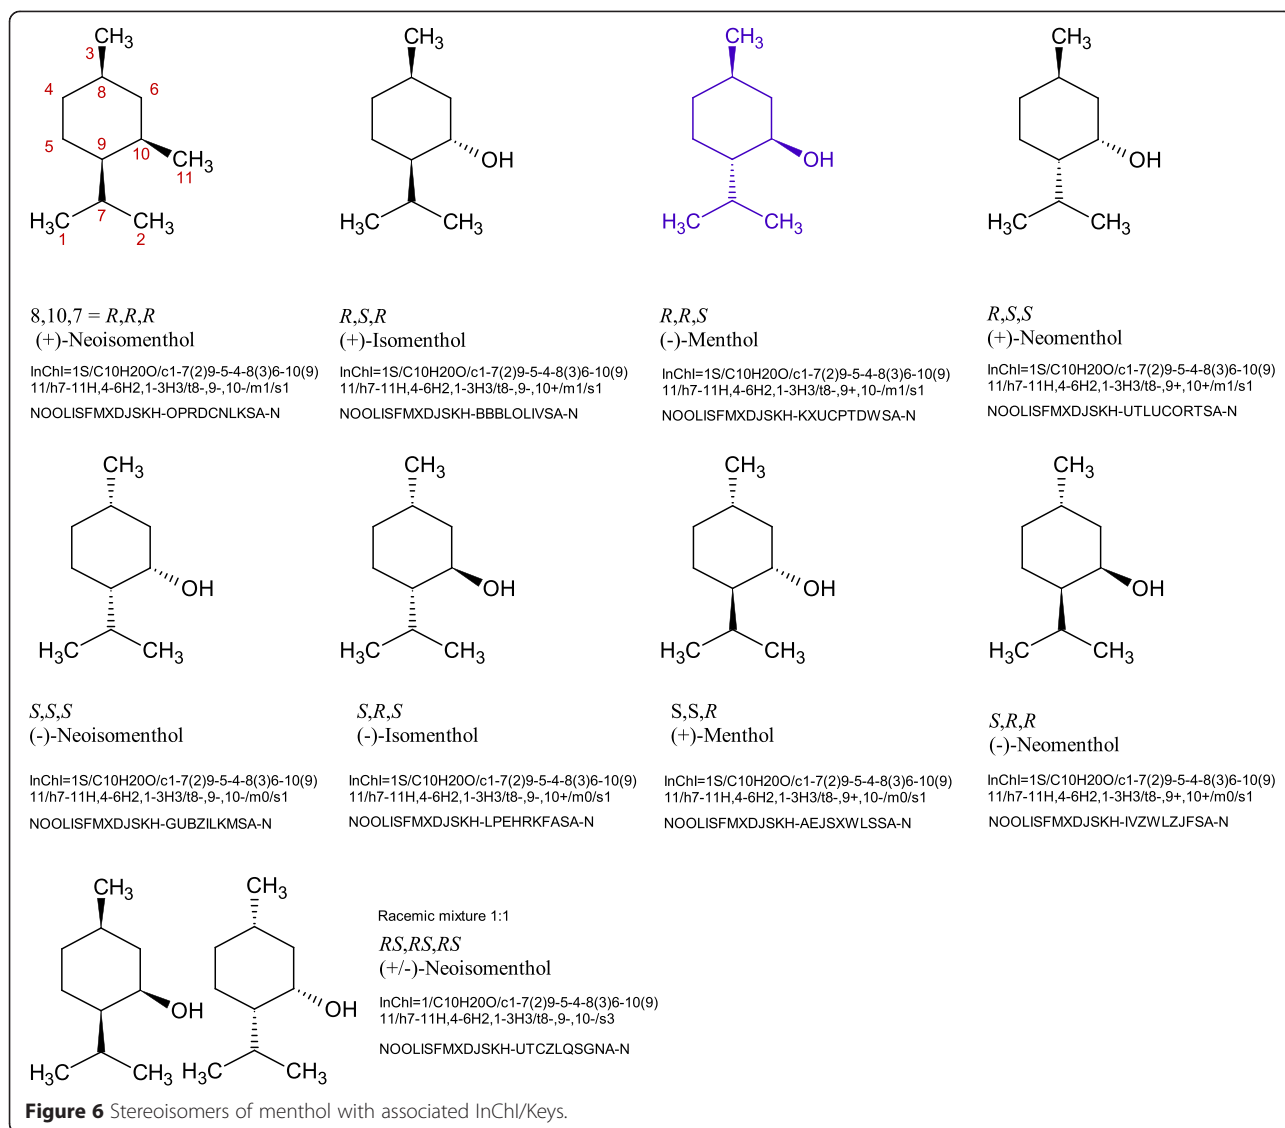 CH3
3
4
8
6
5
9
10
CH3
11
7
H3C
1
CH3
2
8,10,7 = R,R,R
(+)-Neoisomenthol
InChI=1S/C10H20O/c1-7(2)9-5-4-8(3)6-10(9)
11/h7-11H,4-6H2,1-3H3/t8-,9-,10-/m1/s1
NOOLISFMXDJSKH-OPRDCNLKSA-N
CH3
OH
H3C
CH3
R,S,R
(+)-Isomenthol
InChI=1S/C10H20O/c1-7(2)9-5-4-8(3)6-10(9)
11/h7-11H,4-6H2,1-3H3/t8-,9-,10+/m1/s1
NOOLISFMXDJSKH-BBBLOLIVSA-N
CH3
OH
H3C
CH3
R,R,S
(-)-Menthol
InChI=1S/C10H20O/c1-7(2)9-5-4-8(3)6-10(9)
11/h7-11H,4-6H2,1-3H3/t8-,9+,10-/m1/s1
NOOLISFMXDJSKH-KXUCPTDWSA-N
CH3
OH
H3C
CH3
R,S,S
(+)-Neomenthol
InChI=1S/C10H20O/c1-7(2)9-5-4-8(3)6-10(9)
11/h7-11H,4-6H2,1-3H3/t8-,9+,10+/m1/s1
NOOLISFMXDJSKH-UTLUCORTSA-N
CH3
OH
H3C
CH3
S,S,S
(-)-Neoisomenthol
InChI=1S/C10H20O/c1-7(2)9-5-4-8(3)6-10(9)
11/h7-11H,4-6H2,1-3H3/t8-,9-,10-/m0/s1
NOOLISFMXDJSKH-GUBZILKMSA-N
CH3
OH
H3C
CH3
S,R,S
(-)-Isomenthol
InChI=1S/C10H20O/c1-7(2)9-5-4-8(3)6-10(9)
11/h7-11H,4-6H2,1-3H3/t8-,9-,10+/m0/s1
NOOLISFMXDJSKH-LPEHRKFASA-N
CH3
OH
H3C
CH3
S,S,R
(+)-Menthol
InChI=1S/C10H20O/c1-7(2)9-5-4-8(3)6-10(9)
11/h7-11H,4-6H2,1-3H3/t8-,9+,10-/m0/s1
NOOLISFMXDJSKH-AEJSXWLSSA-N
CH3
OH
H3C
CH3
S,R,R
(-)-Neomenthol
InChI=1S/C10H20O/c1-7(2)9-5-4-8(3)6-10(9)
11/h7-11H,4-6H2,1-3H3/t8-,9+,10+/m0/s1
NOOLISFMXDJSKH-IVZWLZJFSA-N
CH3
OH
H3C
CH3
CH3
OH
H3C
CH3
Racemic mixture 1:1
RS,RS,RS
(+/-)-Neoisomenthol
InChI=1/C10H20O/c1-7(2)9-5-4-8(3)6-10(9)
11/h7-11H,4-6H2,1-3H3/t8-,9-,10-/s3
NOOLISFMXDJSKH-UTCZLQSGNA-N
Figure 6 Stereoisomers of menthol with associated InChI/Keys.